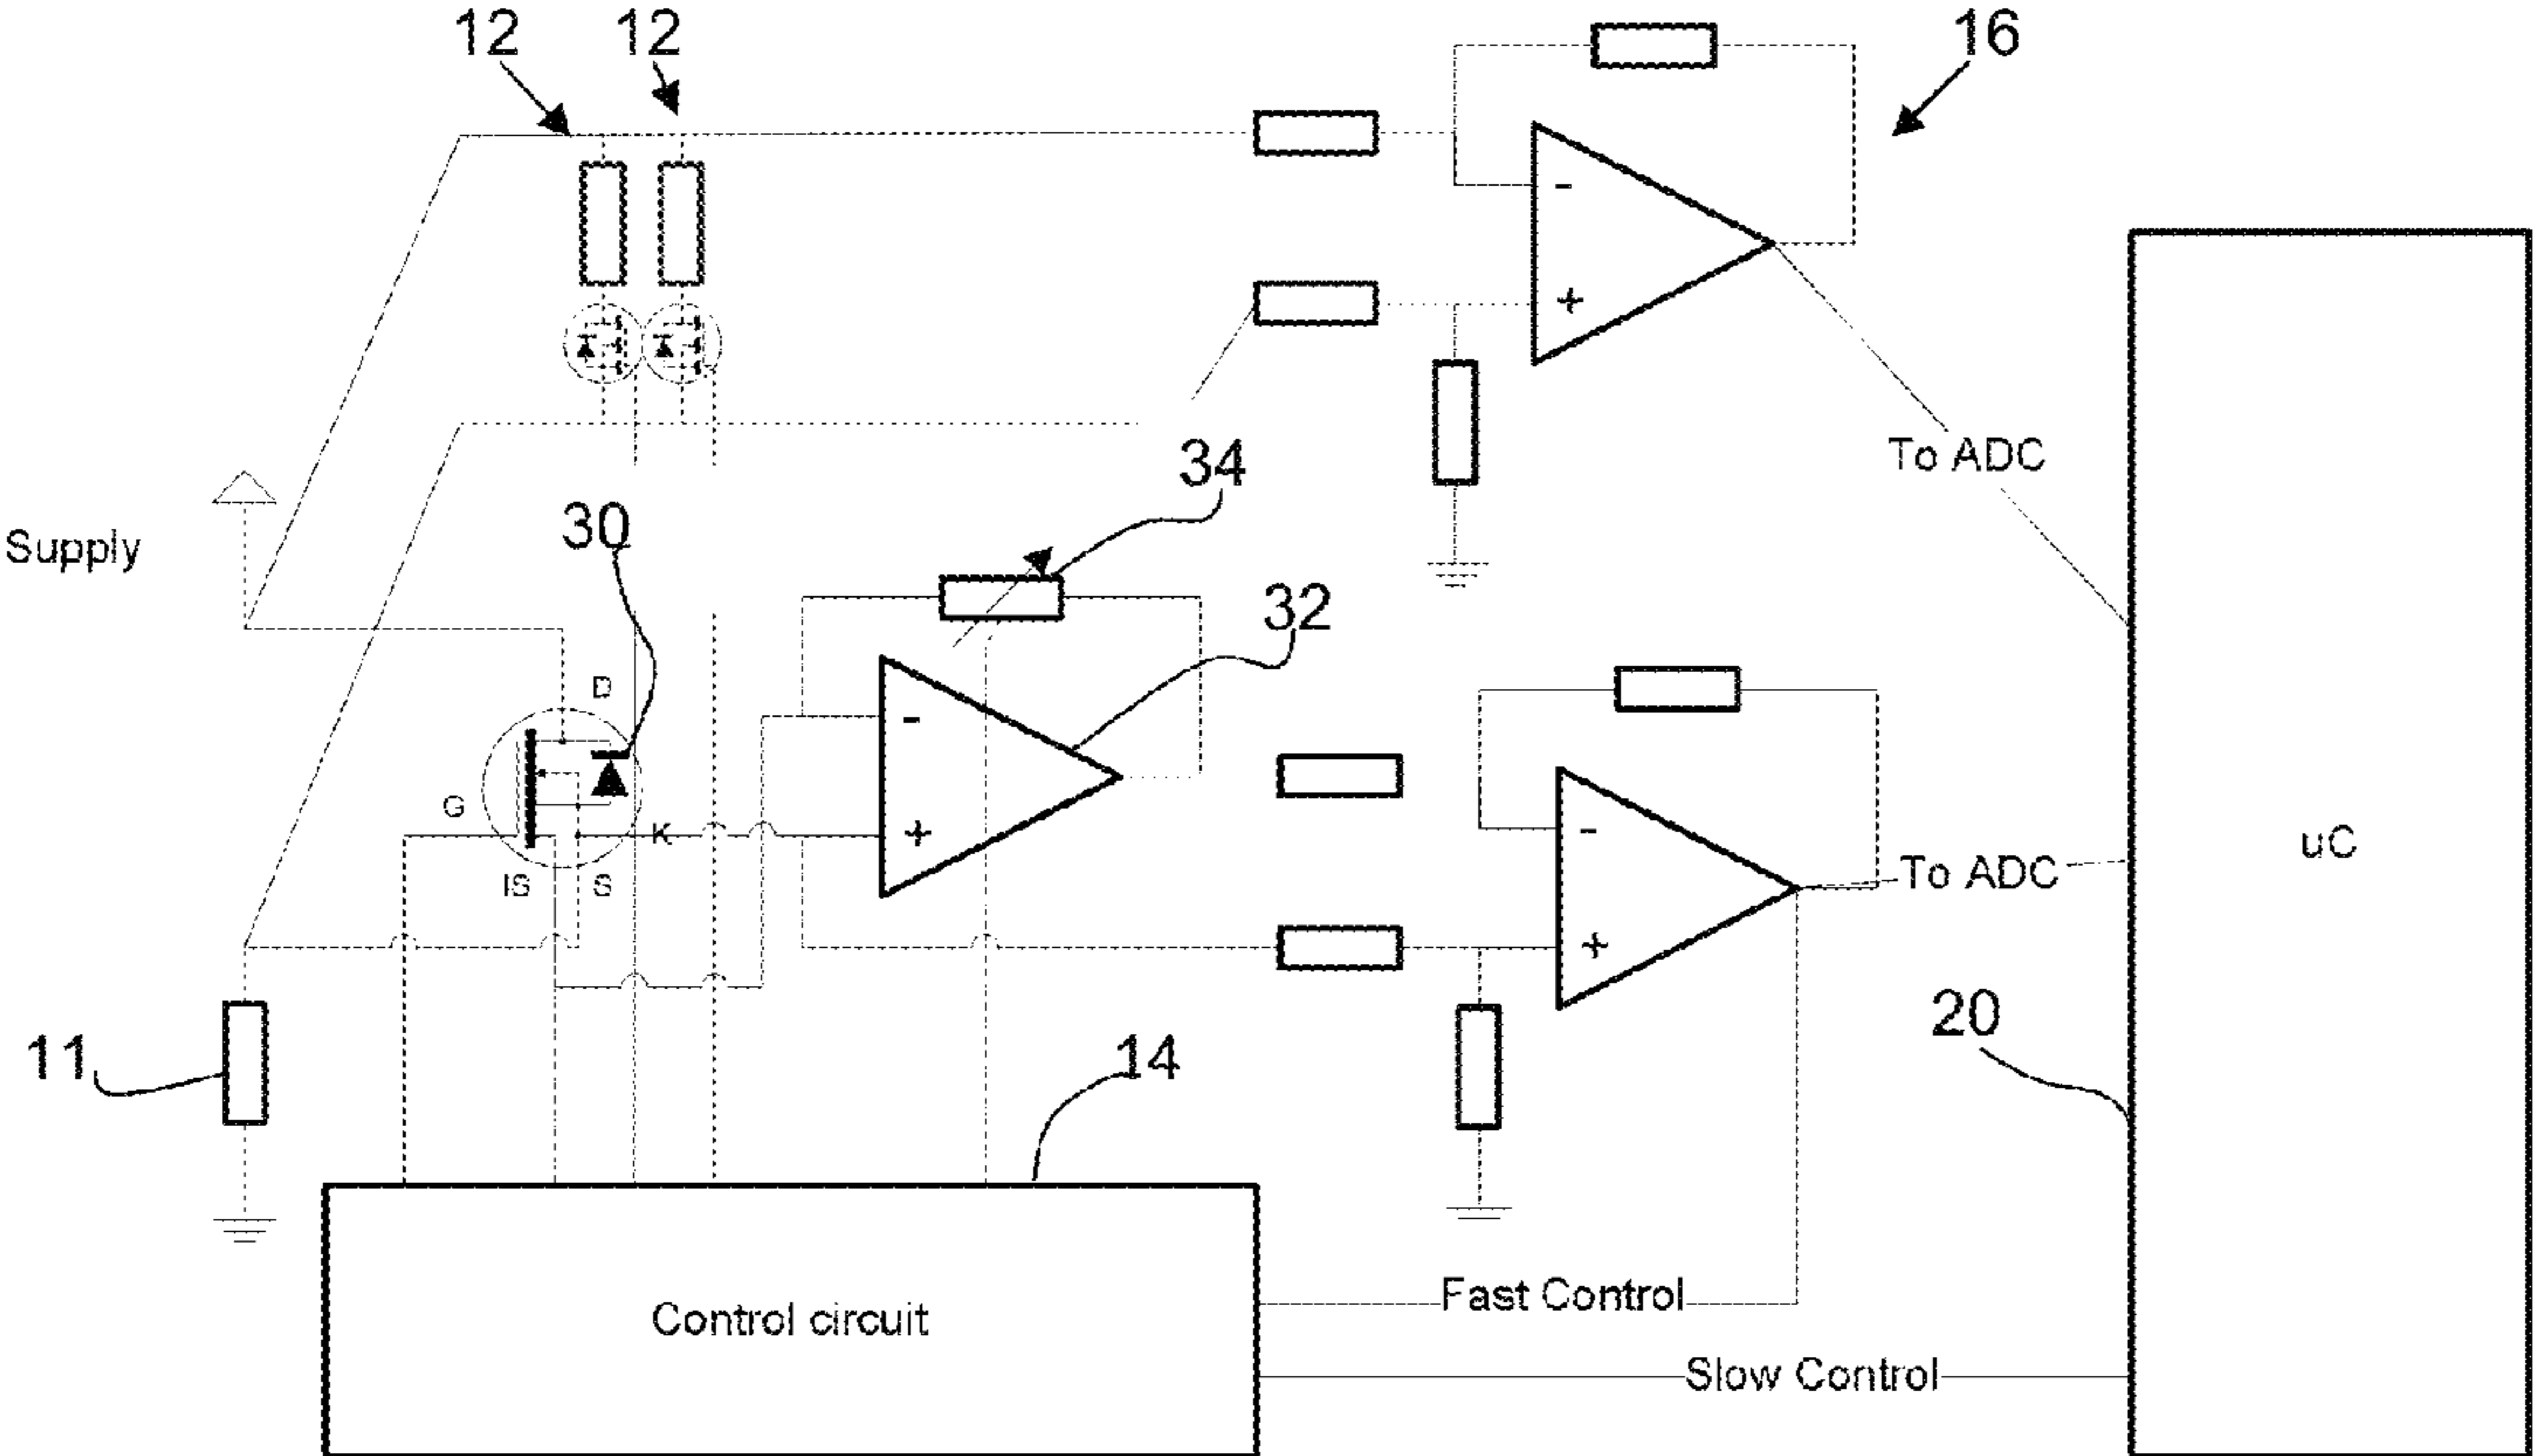 12 12 16
-
+
To ADC
34
Supply
30
32
D
-
G
K
+
IS S
-
To ADC
uC
+
20
11
14
Fast Control
Control circuit
Slow Control